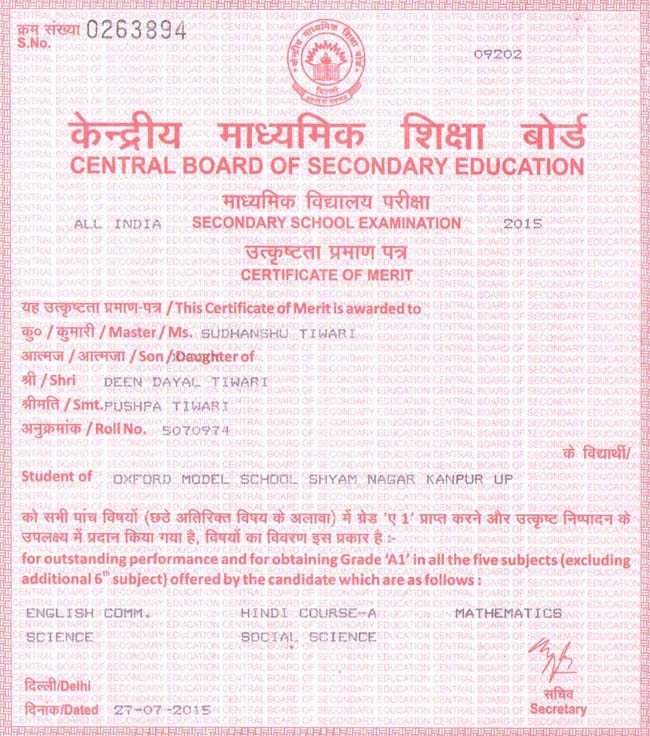 क्रम संख्या 0263894
S.No.
09202
केन्द्रीय माध्यमिक शिक्षा बोर्ड
दिल्ली
केन्द्रीय माध्यमिक शिक्षा बोर्ड
CENTRAL BOARD OF SECONDARY EDUCATION
माध्यमिक विद्यालय परीक्षा
ALL INDIA SECONDARY SCHOOL EXAMINATION 2015
उत्कृष्टता प्रमाण पत्र
CERTIFICATE OF MERIT
यह उत्कृष्टता प्रमाण-पत्र / This Certificate of Merit is awarded to
कु० / कुमारी / Master / Ms. SUDHANSHU TIWARI
आत्मज / आत्मजा / Son / Daughter of
श्री / Shri DEEN DAYAL TIWARI
श्रीमति / Smt. PUSHPA TIWARI
अनुक्रमांक / Roll No. 5070974
के विद्यार्थी/
Student of OXFORD MODEL SCHOOL SHYAM NAGAR KANPUR UP
को सभी पांच विषयों (छठे अतिरिक्त विषय के अलावा) में ग्रेड 'ए 1' प्राप्त करने और उत्कृष्ट निष्पादन के
उपलक्ष्य में प्रदान किया गया है, विषयों का विवरण इस प्रकार है :-
for outstanding performance and for obtaining Grade 'A1' in all the five subjects (excluding
additional 6th subject) offered by the candidate which are as follows :
ENGLISH COMM. HINDI COURSE-A MATHEMATICS
SCIENCE SOCIAL SCIENCE
दिल्ली/Delhi
सचिव
दिनांक/Dated 27-07-2015
Secretary